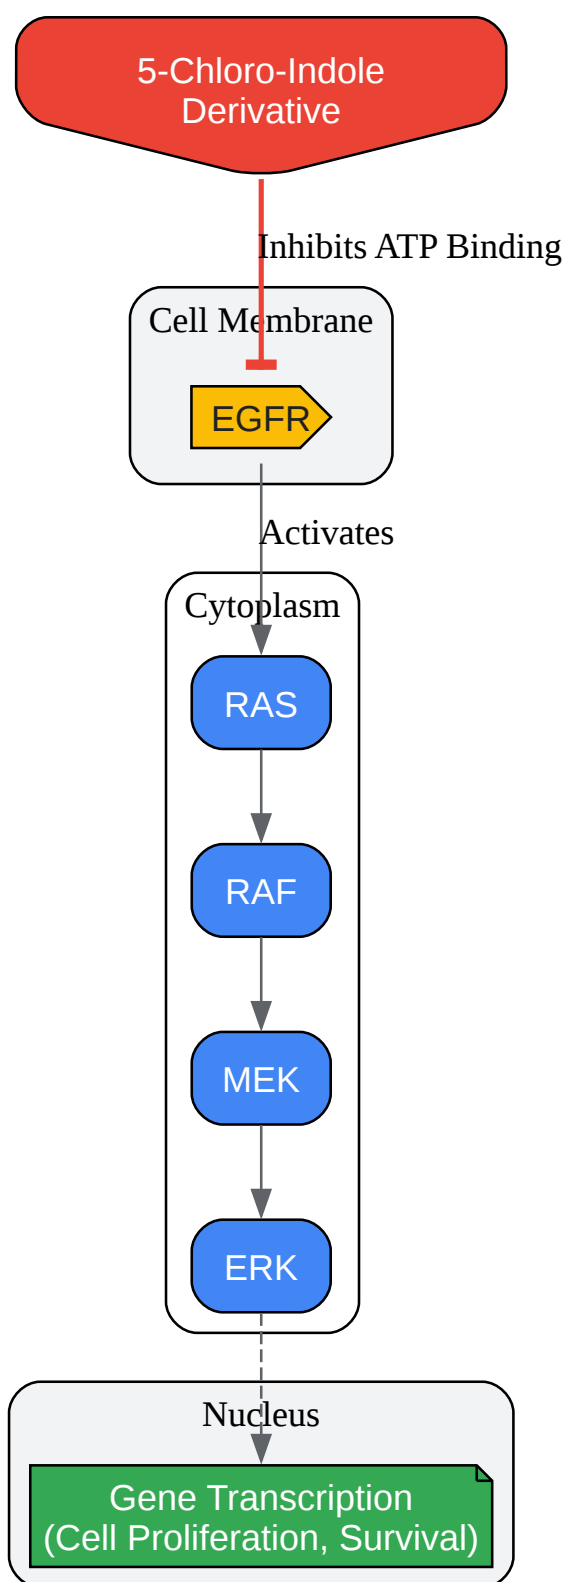 5-Chloro-Indole
Derivative
Inhibits ATP Binding
Cell Membrane
EGFR
Activates
Cytoplasm
RAS
RAF
MEK
ERK
Nucleus
Gene Transcription
(Cell Proliferation, Survival)